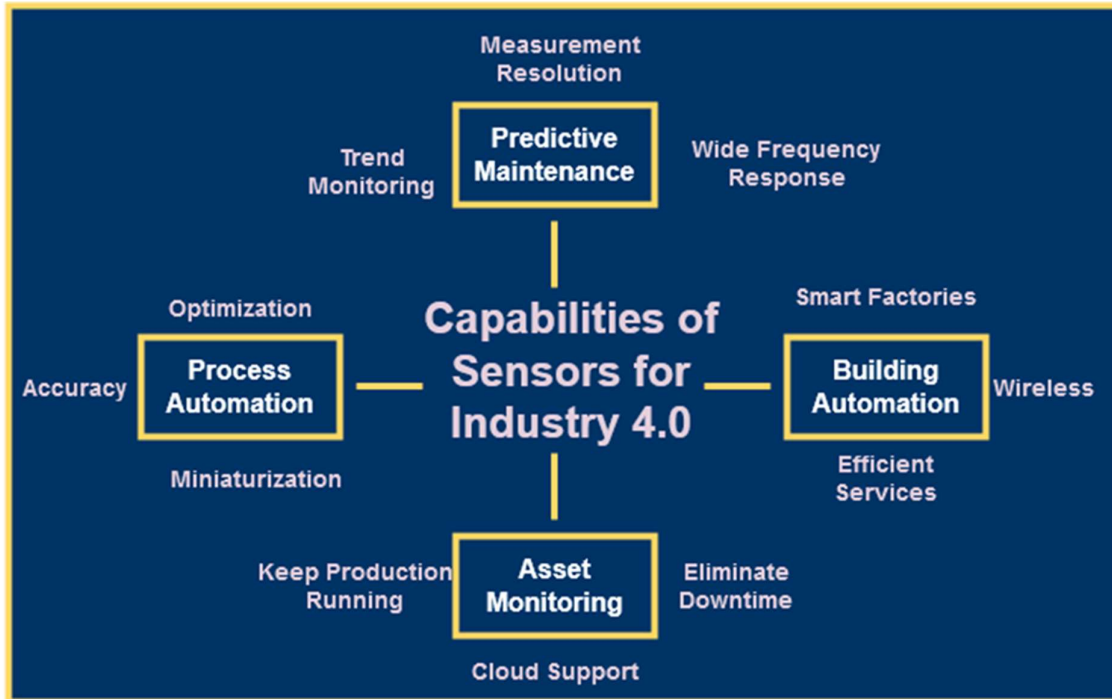 Measurement
Resolution
Predictive
Maintenance
Trend
Monitoring
Wide Frequency
Response
Optimization
Process
Automation
Accuracy
Miniaturization
Capabilities of
Sensors for
Industry 4.0
Smart Factories
Building
Automation
Wireless
Efficient
Services
Keep Production
Running
Asset
Monitoring
Eliminate
Downtime
Cloud Support